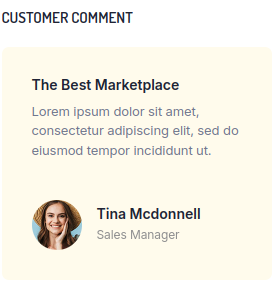 CUSTOMER COMMENT
The Best Marketplace
Lorem ipsum dolor sit amet,
consectetur adipiscing elit, sed do
eiusmod tempor incididunt ut.
Tina Mcdonnell
Sales Manager